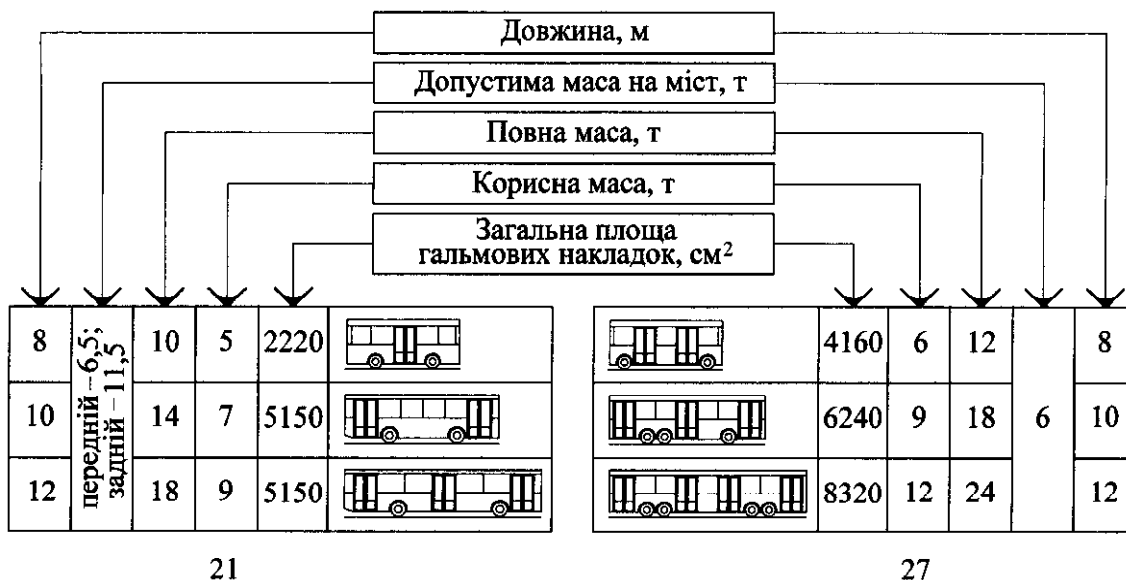 Довжина, м
Допустима маса на міст, т
Повна маса, т
Корисна маса, т
Загальна площа
гальмових накладок, см²
8 10 5 2220
10 14 7 5150
12 18 9 5150
передній – 6,5;
задній – 11,5
4160 6 12 8
6240 9 18 6 10
8320 12 24 12
21
27